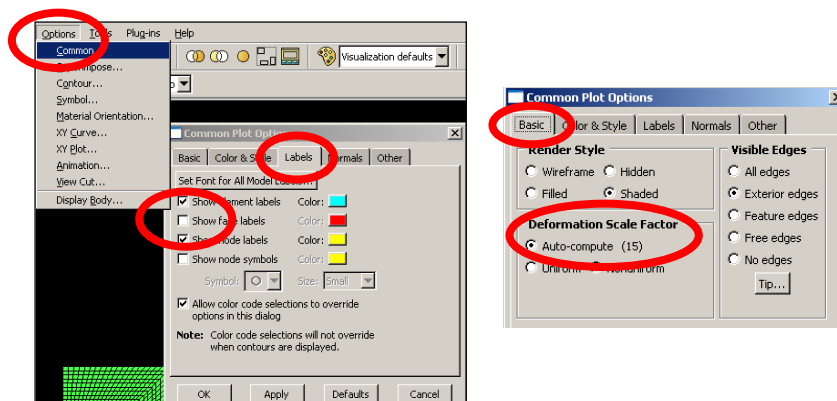 Options Tools Plug-ins Help
Common...
Superimpose...
Contour...
Symbol...
Material Orientation...
XY Curve...
XY Plot...
Animation...
View Cut...
Display Body...
Visualization defaults
Common Plot Options
Basic Color & Style Labels Normals Other
Set Font for All Model Labels...
Show element labels Color:
Show face labels Color:
Show node labels Color:
Show node symbols Color:
Symbol: Size: Small
Allow color code selections to override
options in this dialog
Note: Color code selections will not override
when contours are displayed.
OK Apply Defaults Cancel
Common Plot Options
Basic Color & Style Labels Normals Other
Render Style
Wireframe Hidden
Filled Shaded
Deformation Scale Factor
Auto-compute (15)
Uniform Nonuniform
Visible Edges
All edges
Exterior edges
Feature edges
Free edges
No edges
Tip...